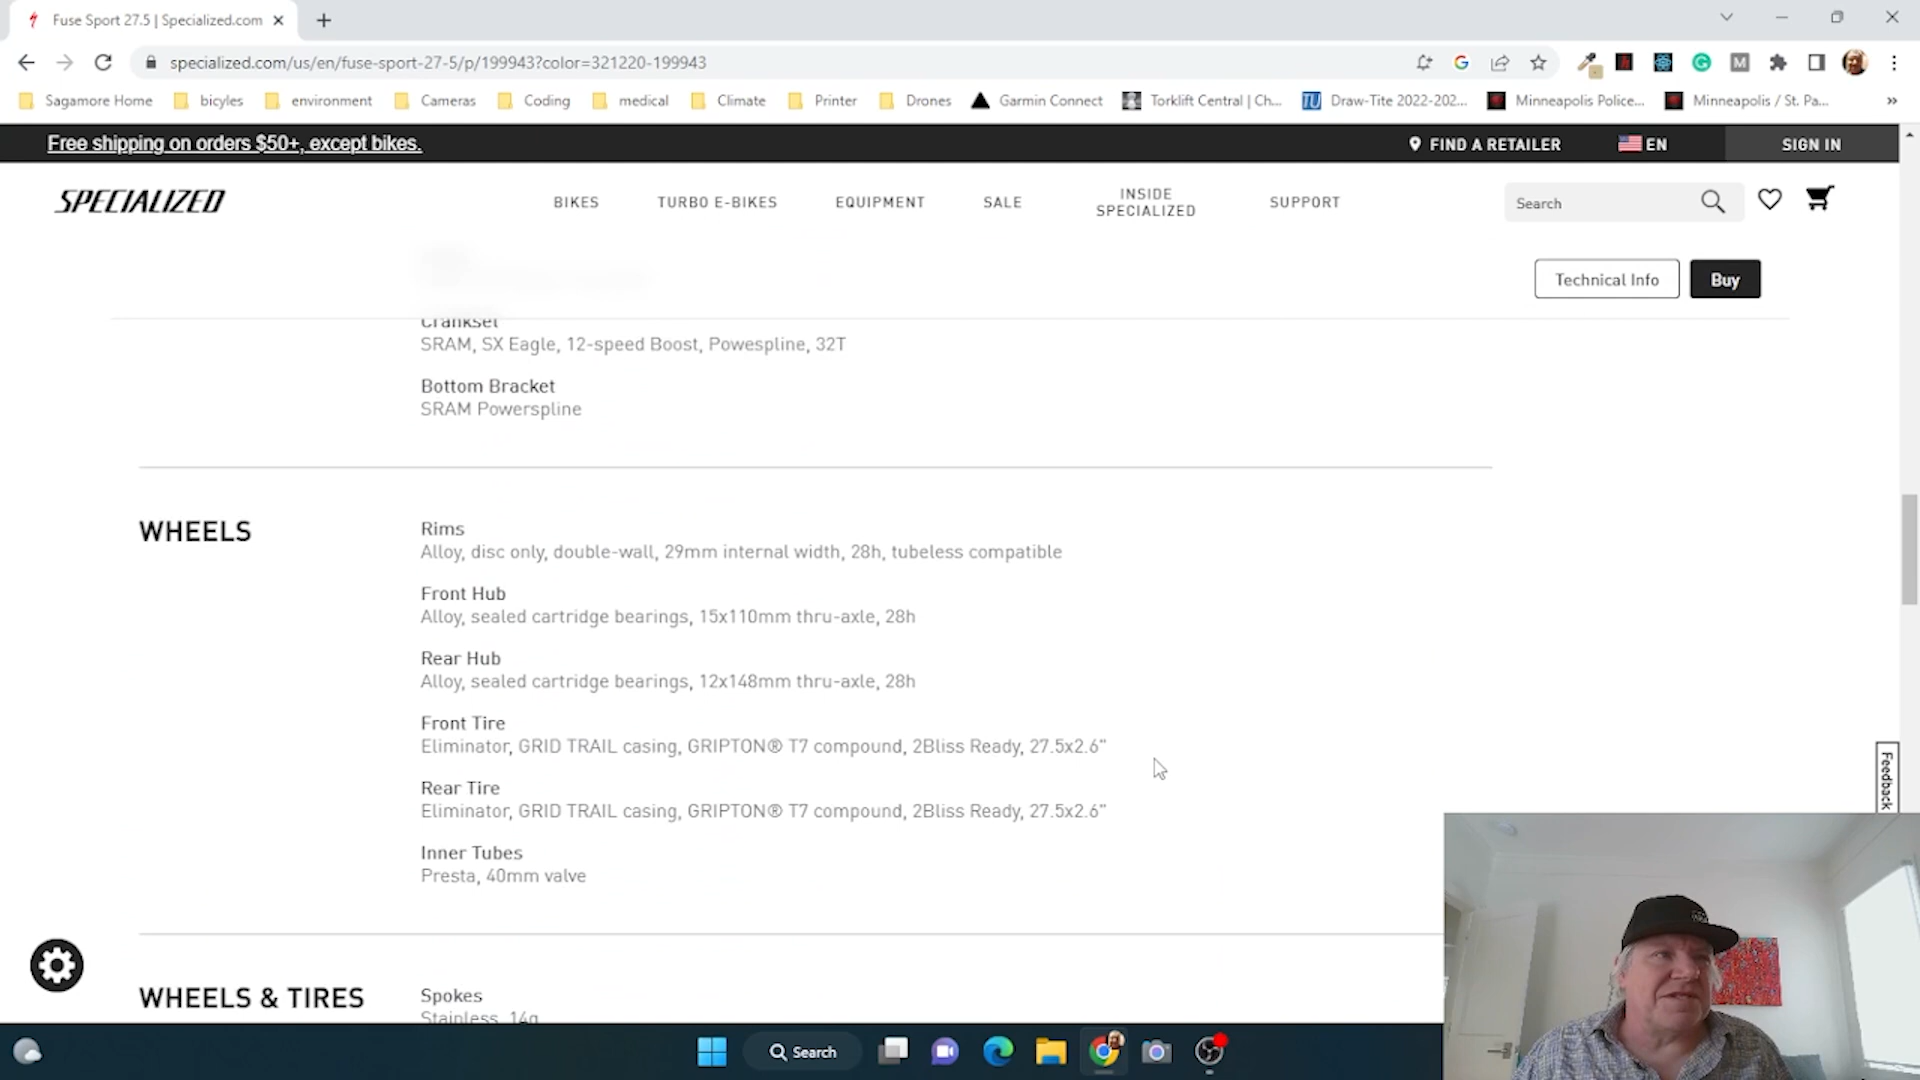 Fuse Sport 27.5 | Specialized.com
specialized.com/us/en/fuse-sport-27-5/p/199943?color=321220-199943
Sagamore Home
bicyles
environment
Cameras
Coding
medical
Climate
Printer
Drones
Garmin Connect
Torklift Central | Ch...
Draw-Tite 2022-202...
Minneapolis Police...
Minneapolis / St. Pa...
Free shipping on orders $50+, except bikes.
FIND A RETAILER
EN
SIGN IN
SPECIALIZED
BIKES
TURBO E-BIKES
EQUIPMENT
SALE
INSIDE
SPECIALIZED
SUPPORT
Search
Technical Info
Buy
Crankset
SRAM, SX Eagle, 12-speed Boost, Powespline, 32T
Bottom Bracket
SRAM Powerspline
WHEELS
Rims
Alloy, disc only, double-wall, 29mm internal width, 28h, tubeless compatible
Front Hub
Alloy, sealed cartridge bearings, 15x110mm thru-axle, 28h
Rear Hub
Alloy, sealed cartridge bearings, 12x148mm thru-axle, 28h
Front Tire
Eliminator, GRID TRAIL casing, GRIPTON® T7 compound, 2Bliss Ready, 27.5x2.6"
Rear Tire
Eliminator, GRID TRAIL casing, GRIPTON® T7 compound, 2Bliss Ready, 27.5x2.6"
Inner Tubes
Presta, 40mm valve
Feedback
WHEELS & TIRES
Spokes
Stainless, 14g
Search